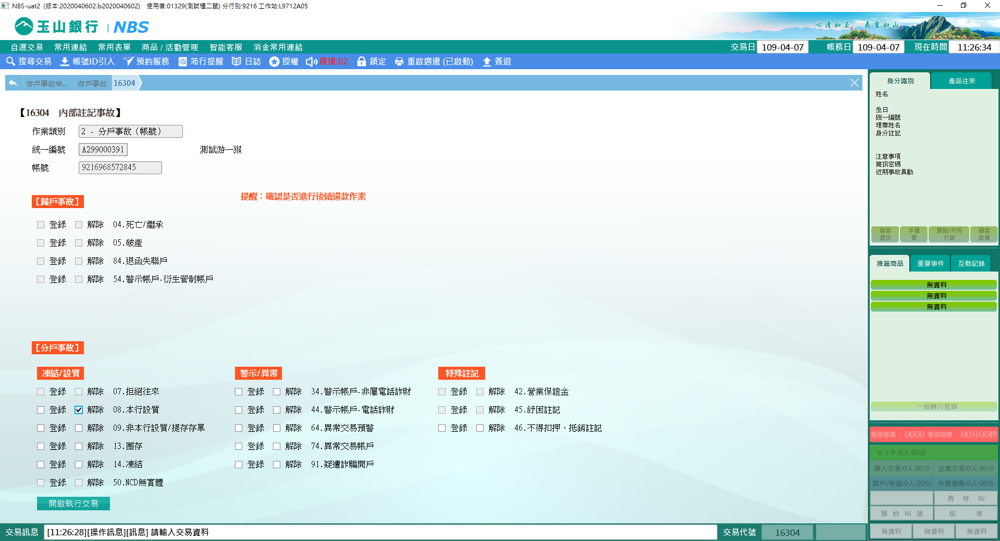 NBS-uat2 (版本:2020040602.b2020040602) 使用者:01329(測試櫃二鼠) 分行別:9216 工作站:L9712A05
玉山銀行 | NBS
心清如玉。 義重如山。
自選交易 常用連結 常用表單 商品/活動管理 智能客服 消金常用連結
交易日 109-04-07 帳務日 109-04-07 現在時間 11:26:34
搜尋交易 帳號ID引入 預約服務 蒞行提醒 日誌 授權 廣播:82 鎖定 重啟週邊 (已啟動) 簽退
存戶事故申.. 存戶事故 16304
【16304 內部註記事故】
作業類別 2 - 分戶事故（帳號）
統一編號 A299000391 測試游一猴
帳號 9216968572845
【歸戶事故】
提醒：確認是否進行後續還款作業
登錄 解除 04.死亡/繼承
登錄 解除 05.破產
登錄 解除 84.退函失聯戶
登錄 解除 54.警示帳戶-衍生管制帳戶
【分戶事故】
凍結/設質
登錄 解除 07.拒絕往來
登錄 解除 08.本行設質
登錄 解除 09.非本行設質/提存存單
登錄 解除 13.圈存
登錄 解除 14.凍結
登錄 解除 50.NCD無實體
警示/異常
登錄 解除 34.警示帳戶-非屬電話詐財
登錄 解除 44.警示帳戶-電話詐財
登錄 解除 64.異常交易預警
登錄 解除 74.異常交易帳戶
登錄 解除 91.疑遭詐騙開戶
特殊註記
登錄 解除 42.營業保證金
登錄 解除 45.紓困註記
登錄 解除 46.不得扣押、抵銷註記
開啟執行交易
交易訊息 [11:26:28][操作訊息][訊息] 請輸入交易資料
交易代號 16304
身分識別 產品往來
姓名
生日
統一編號
理專姓名
身分註記
注意事項
簡訊密碼
近期事故異動
顧客資訊 手續費 通路/共同行銷 顧客影像
推薦商品 重要事件 互動記錄
無資料
無資料
無資料
一般轉介登錄
服務號碼： 0000 等候時間： 00分00秒
ＶＩＰ:0人 00分
個人交易:0人 00分 企業交易:0人 00分
開戶/申請:0人 00分 外匯業務:0人 00分
再 呼 叫
預 約 叫 號 結 束
無資料 無資料 無資料